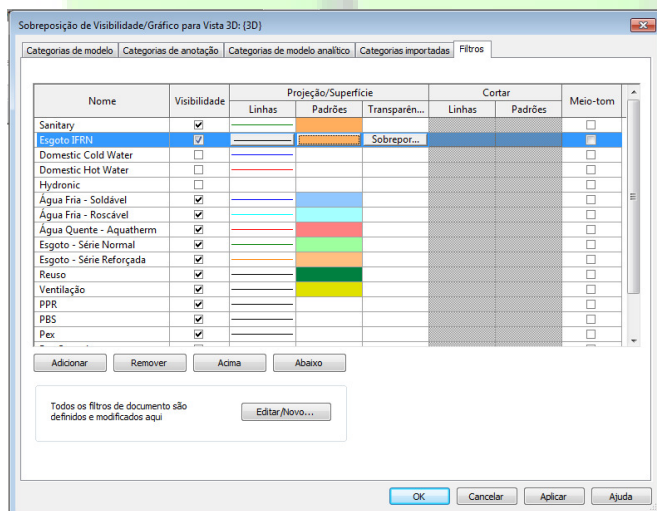 Sobreposição de Visibilidade/Gráfico para Vista 3D: {3D}
Categorias de modelo Categorias de anotação Categorias de modelo analítico Categorias importadas Filtros
Nome Visibilidade Projeção/Superfície Cortar Meio-tom
Linhas Padrões Transparên... Linhas Padrões
Sanitary
Esgoto IFRN Sobrepor...
Domestic Cold Water
Domestic Hot Water
Hydronic
Água Fria - Soldável
Água Fria - Roscável
Água Quente - Aquatherm
Esgoto - Série Normal
Esgoto - Série Reforçada
Reuso
Ventilação
PPR
PBS
Pex
Adicionar Remover Acima Abaixo
Todos os filtros de documento são
definidos e modificados aqui
Editar/Novo...
OK Cancelar Aplicar Ajuda